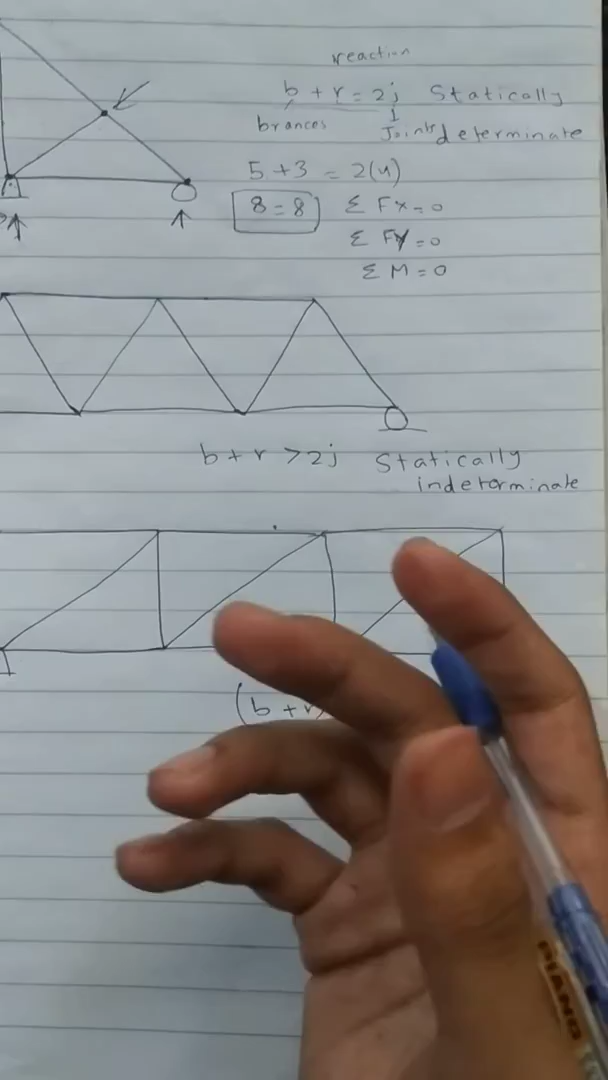 reaction
b + r = 2j Statically
brances Joints determinate
5 + 3 = 2(4)
8 = 8 Σ Fx = 0
Σ FY = 0
Σ M = 0
b + r > 2j Statically
indeterminate
(b + r)
PIANO